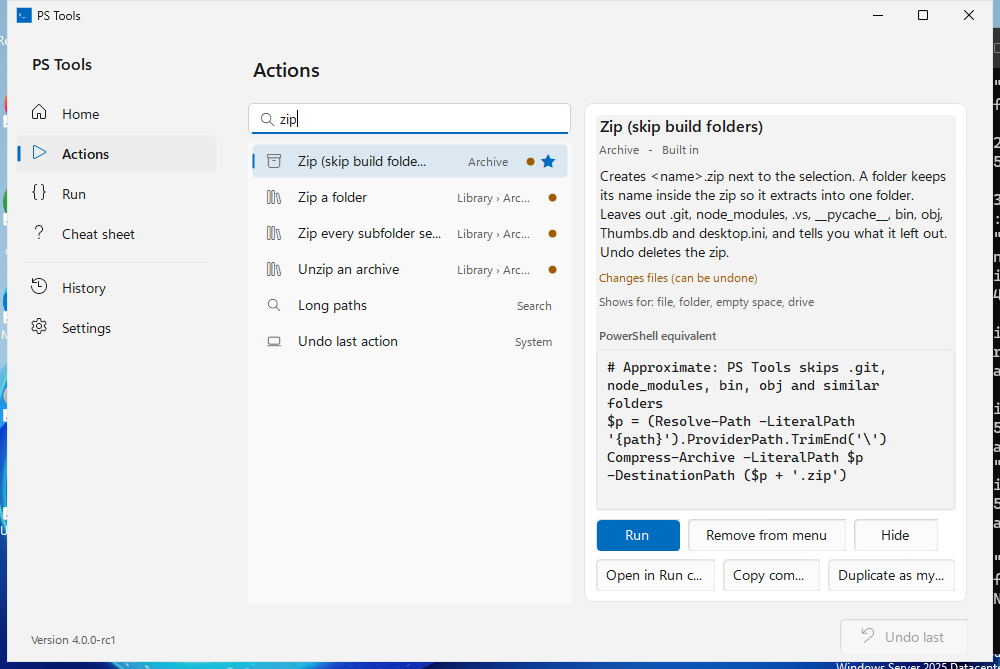 PS Tools
PS Tools
Home
Actions
Run
Cheat sheet
History
Settings
Version 4.0.0-rc1
Actions
zip
Zip (skip build folde... Archive
Zip a folder Library › Arc...
Zip every subfolder se... Library › Arc...
Unzip an archive Library › Arc...
Long paths Search
Undo last action System
Zip (skip build folders)
Archive - Built in
Creates <name>.zip next to the selection. A folder keeps
its name inside the zip so it extracts into one folder.
Leaves out .git, node_modules, .vs, __pycache__, bin, obj,
Thumbs.db and desktop.ini, and tells you what it left out.
Undo deletes the zip.
Changes files (can be undone)
Shows for: file, folder, empty space, drive
PowerShell equivalent
# Approximate: PS Tools skips .git,
node_modules, bin, obj and similar
folders
$p = (Resolve-Path -LiteralPath
'{path}').ProviderPath.TrimEnd('\')
Compress-Archive -LiteralPath $p
-DestinationPath ($p + '.zip')
Run
Remove from menu
Hide
Open in Run c...
Copy com...
Duplicate as my...
Undo last
Windows Server 2025